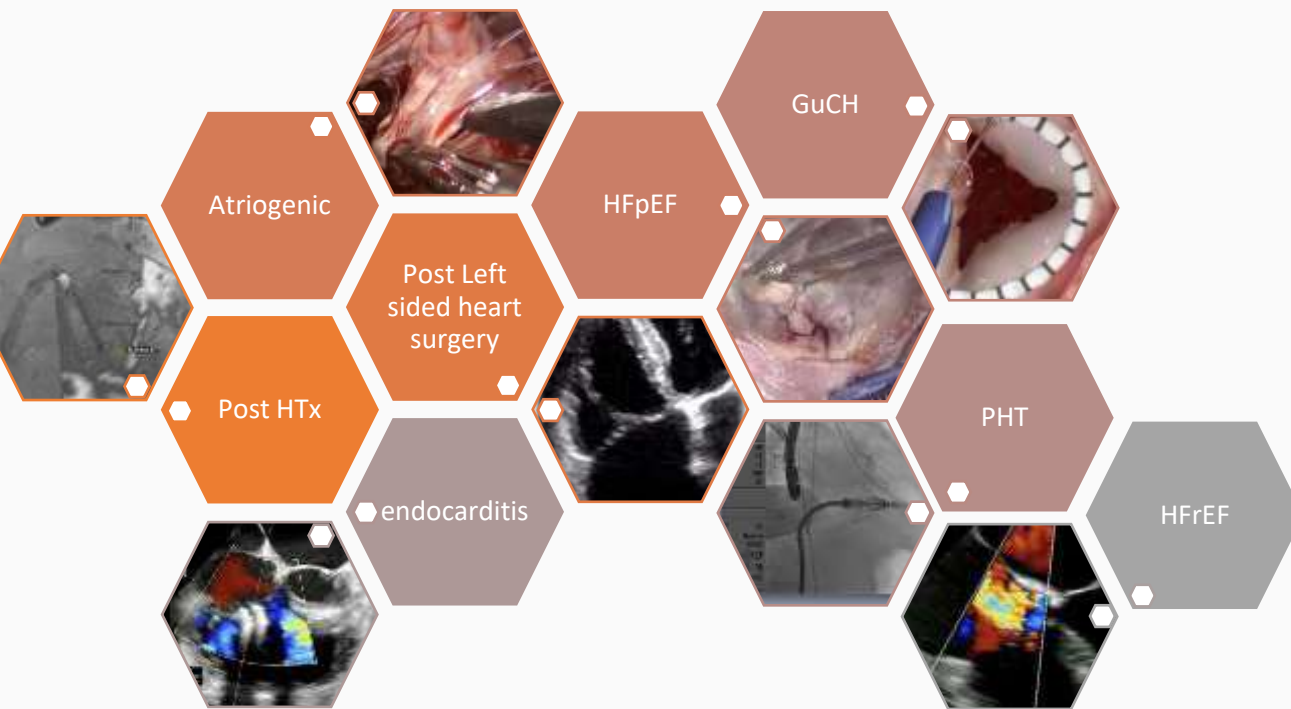 GuCH
Atriogenic
HFpEF
Post Left
sided heart
surgery
Post HTx
PHT
endocarditis
HFrEF